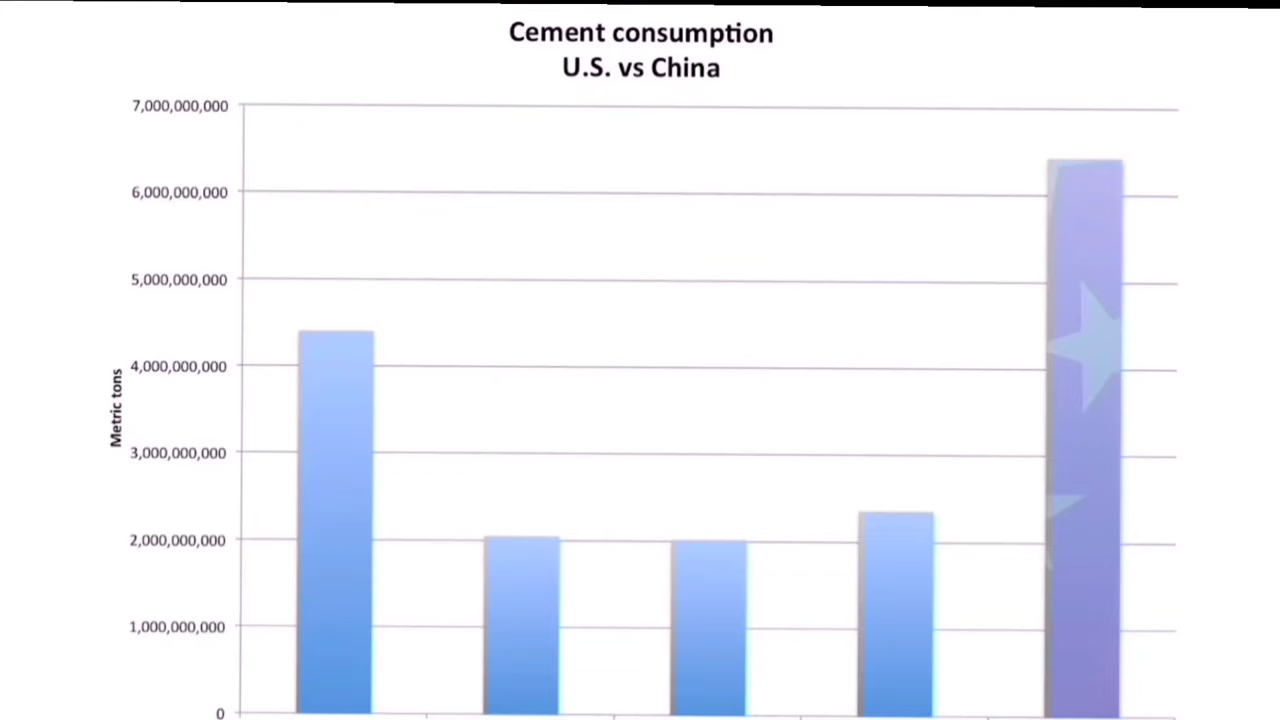 Cement consumption
U.S. vs China
7,000,000,000
6,000,000,000
5,000,000,000
4,000,000,000
Metric tons
3,000,000,000
2,000,000,000
1,000,000,000
0